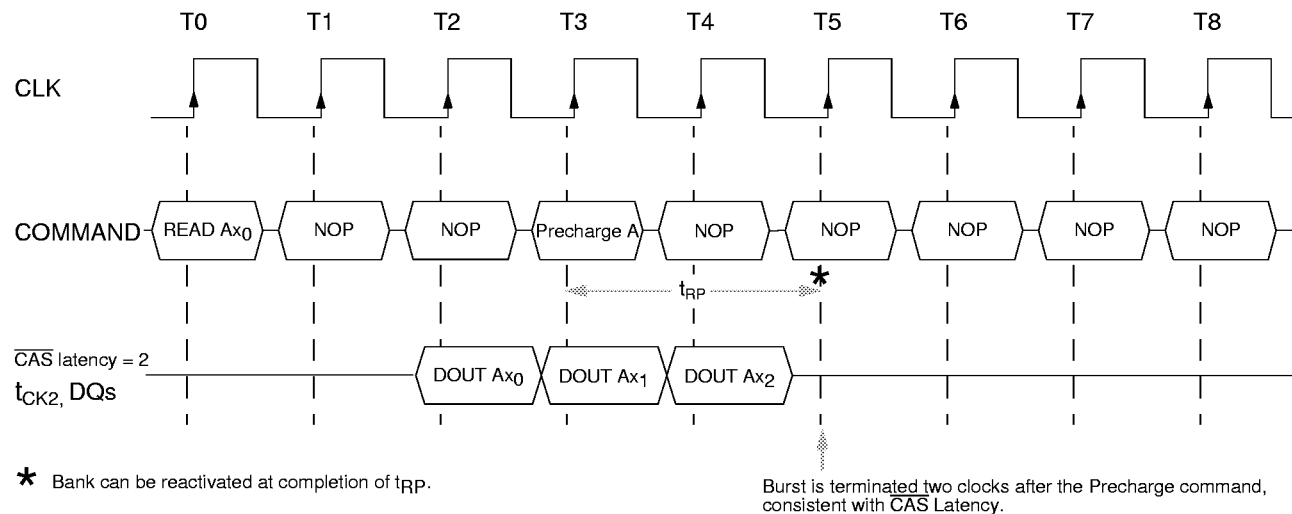 T0 T1 T2 T3 T4 T5 T6 T7 T8
CLK
COMMAND READ Ax0 NOP NOP Precharge A NOP NOP NOP NOP NOP
* 
tRP
CAS latency = 2
tCK2, DQs DOUT Ax0 DOUT Ax1 DOUT Ax2
* Bank can be reactivated at completion of tRP.
Burst is terminated two clocks after the Precharge command,
consistent with CAS Latency.